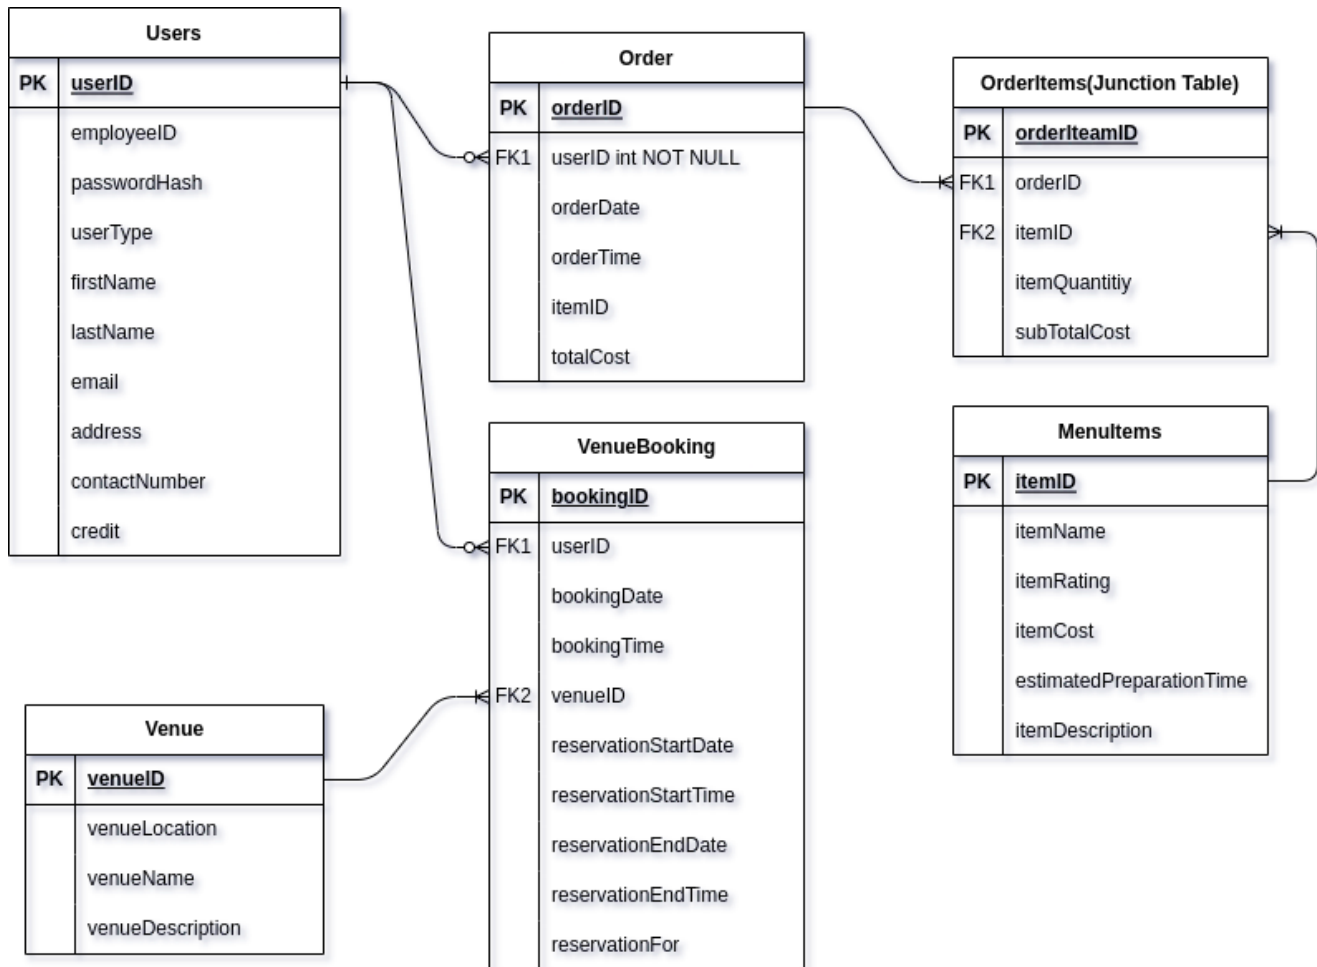 Users
PK userID
employeeID
passwordHash
userType
firstName
lastName
email
address
contactNumber
credit
Order
PK orderID
FK1 userID int NOT NULL
orderDate
orderTime
itemID
totalCost
OrderItems(Junction Table)
PK orderIteamID
FK1 orderID
FK2 itemID
itemQuantitiy
subTotalCost
VenueBooking
PK bookingID
FK1 userID
bookingDate
bookingTime
FK2 venueID
reservationStartDate
reservationStartTime
reservationEndDate
reservationEndTime
reservationFor
MenuItems
PK itemID
itemName
itemRating
itemCost
estimatedPreparationTime
itemDescription
Venue
PK venueID
venueLocation
venueName
venueDescription